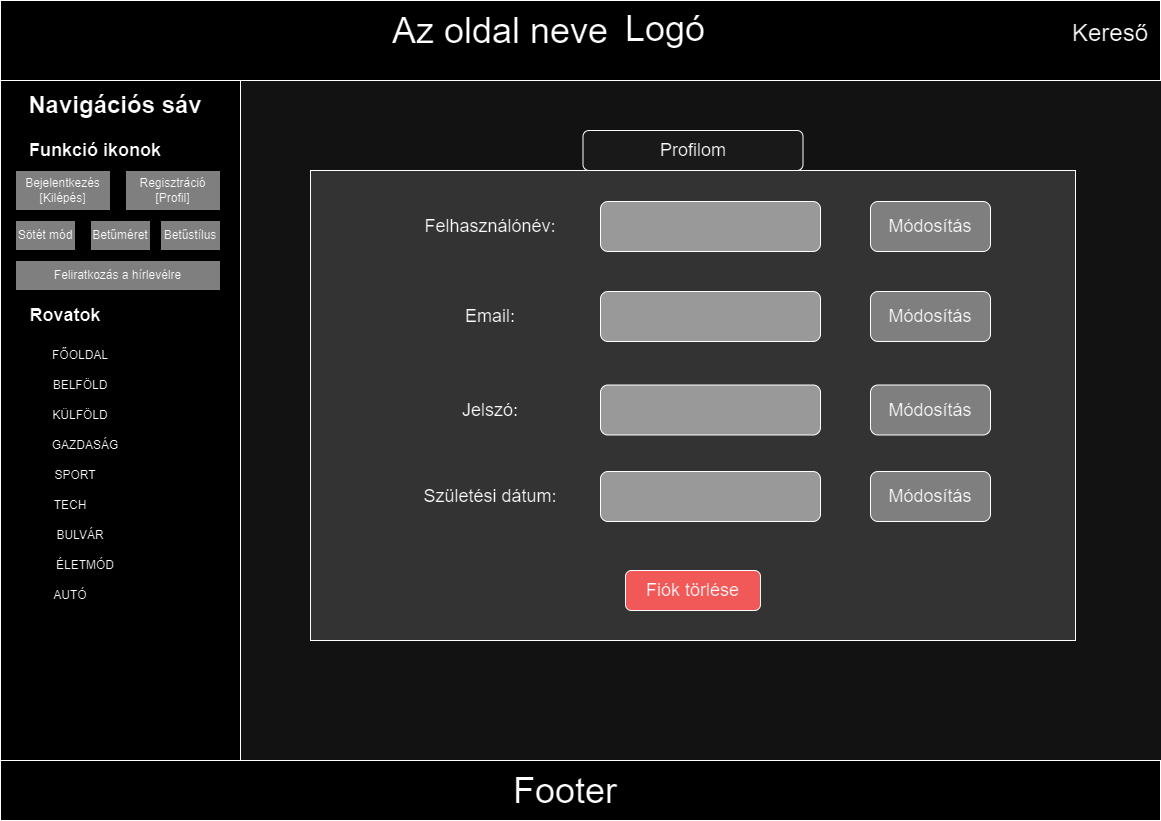 Az oldal neve Logó
Kereső
Navigációs sáv
Funkció ikonok
Bejelentkezés
[Kilépés]
Regisztráció
[Profil]
Sötét mód
Betűméret
Betűstílus
Feliratkozás a hírlevélre
Rovatok
FŐOLDAL
BELFÖLD
KÜLFÖLD
GAZDASÁG
SPORT
TECH
BULVÁR
ÉLETMÓD
AUTÓ
Profilom
Felhasználónév:
Módosítás
Email:
Módosítás
Jelszó:
Módosítás
Születési dátum:
Módosítás
Fiók törlése
Footer